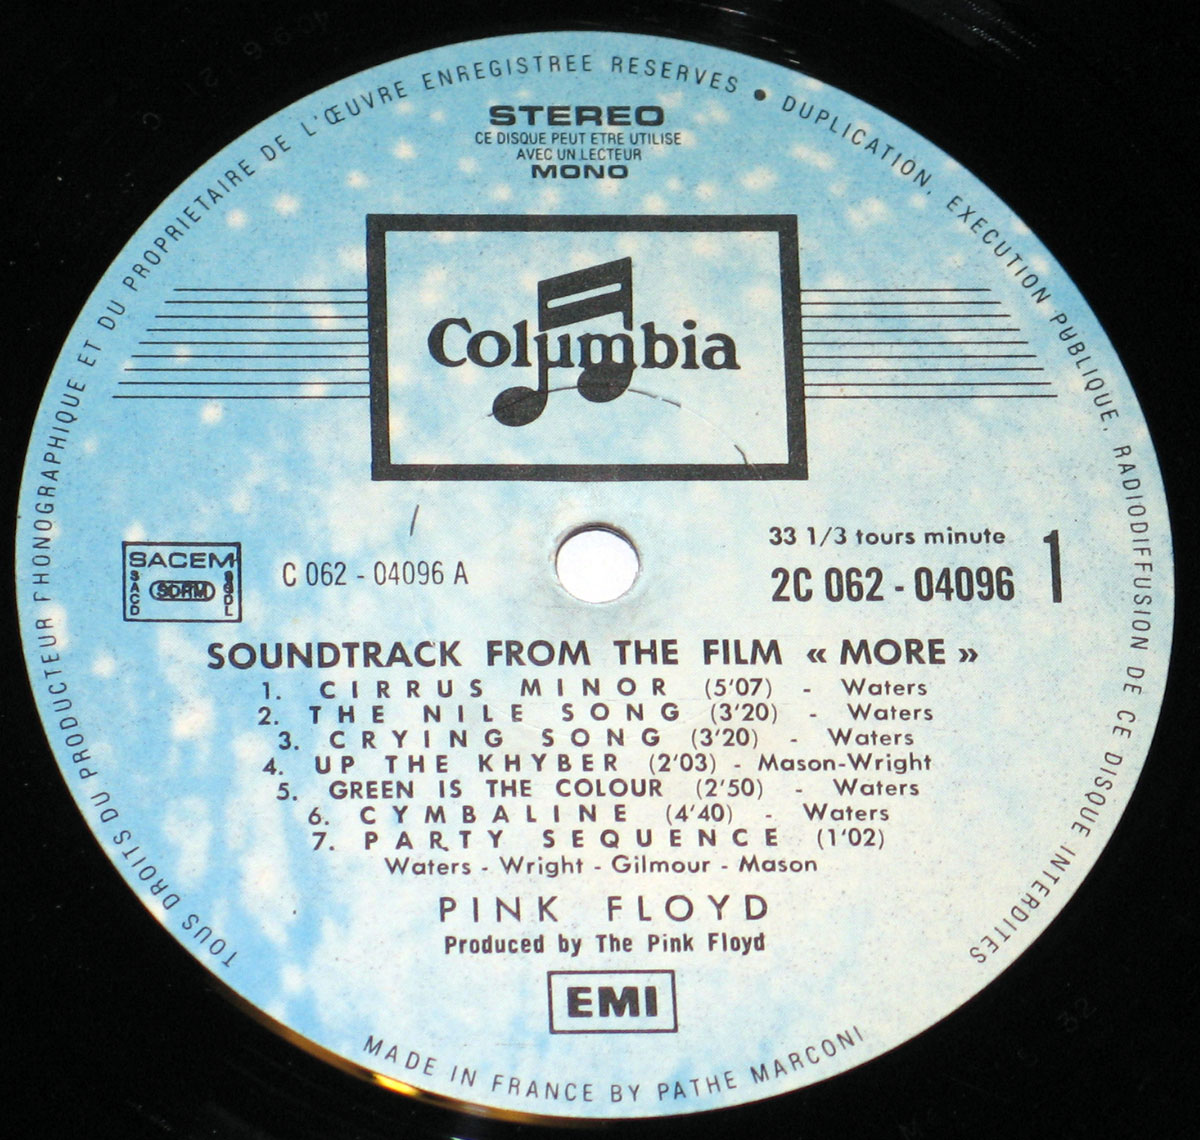 TOUS DROITS DU PRODUCTEUR PHONOGRAPHIQUE ET DU PROPRIETAIRE DE L'ŒUVRE ENREGISTREE RESERVES • DUPLICATION, EXECUTION PUBLIQUE, RADIODIFFUSION DE CE DISQUE INTERDITES
STEREO
CE DISQUE PEUT ETRE UTILISE
AVEC UN LECTEUR
MONO
Columbia
SACEM
SACD SDRM SGDL
C 062 - 04096 A
33 1/3 tours minute
2C 062 - 04096
1
SOUNDTRACK FROM THE FILM « MORE »
1. CIRRUS MINOR (5'07) - Waters
2. THE NILE SONG (3'20) - Waters
3. CRYING SONG (3'20) - Waters
4. UP THE KHYBER (2'03) - Mason-Wright
5. GREEN IS THE COLOUR (2'50) - Waters
6. CYMBALINE (4'40) - Waters
7. PARTY SEQUENCE (1'02)
Waters - Wright - Gilmour - Mason
PINK FLOYD
Produced by The Pink Floyd
EMI
MADE IN FRANCE BY PATHE MARCONI